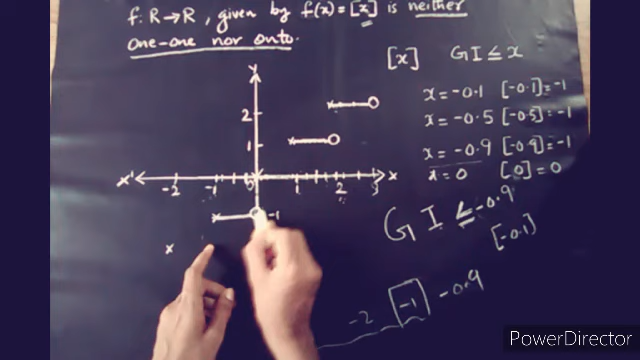 f: R→R, given by f(x) = [x] is neither
one-one nor onto.
[x] GI ≤ x
x = -0.1 [-0.1] = -1
x = -0.5 [-0.5] = -1
x = -0.9 [-0.9] = -1
x = 0 [0] = 0
Y
2
1
X' -2 -1 0 1 2 3 X
-1
GI ≤ -0.9
[-0.1]
-2 -1 -0.9
PowerDirector